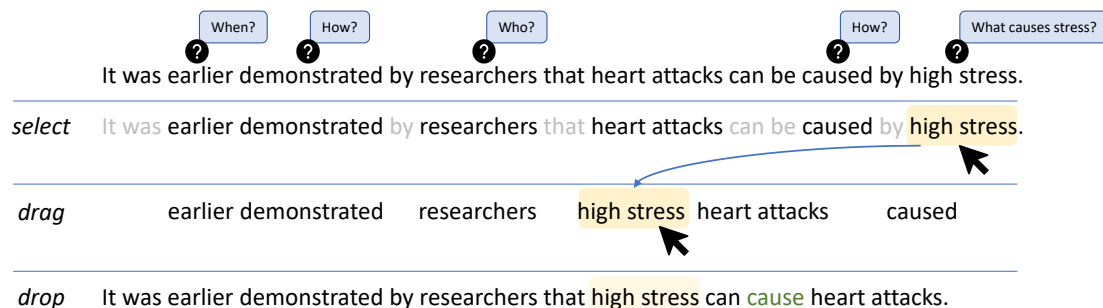 When? How? Who? How? What causes stress?
? ? ? ? ?
It was earlier demonstrated by researchers that heart attacks can be caused by high stress.
select It was earlier demonstrated by researchers that heart attacks can be caused by high stress.
drag earlier demonstrated researchers high stress heart attacks caused
drop It was earlier demonstrated by researchers that high stress can cause heart attacks.